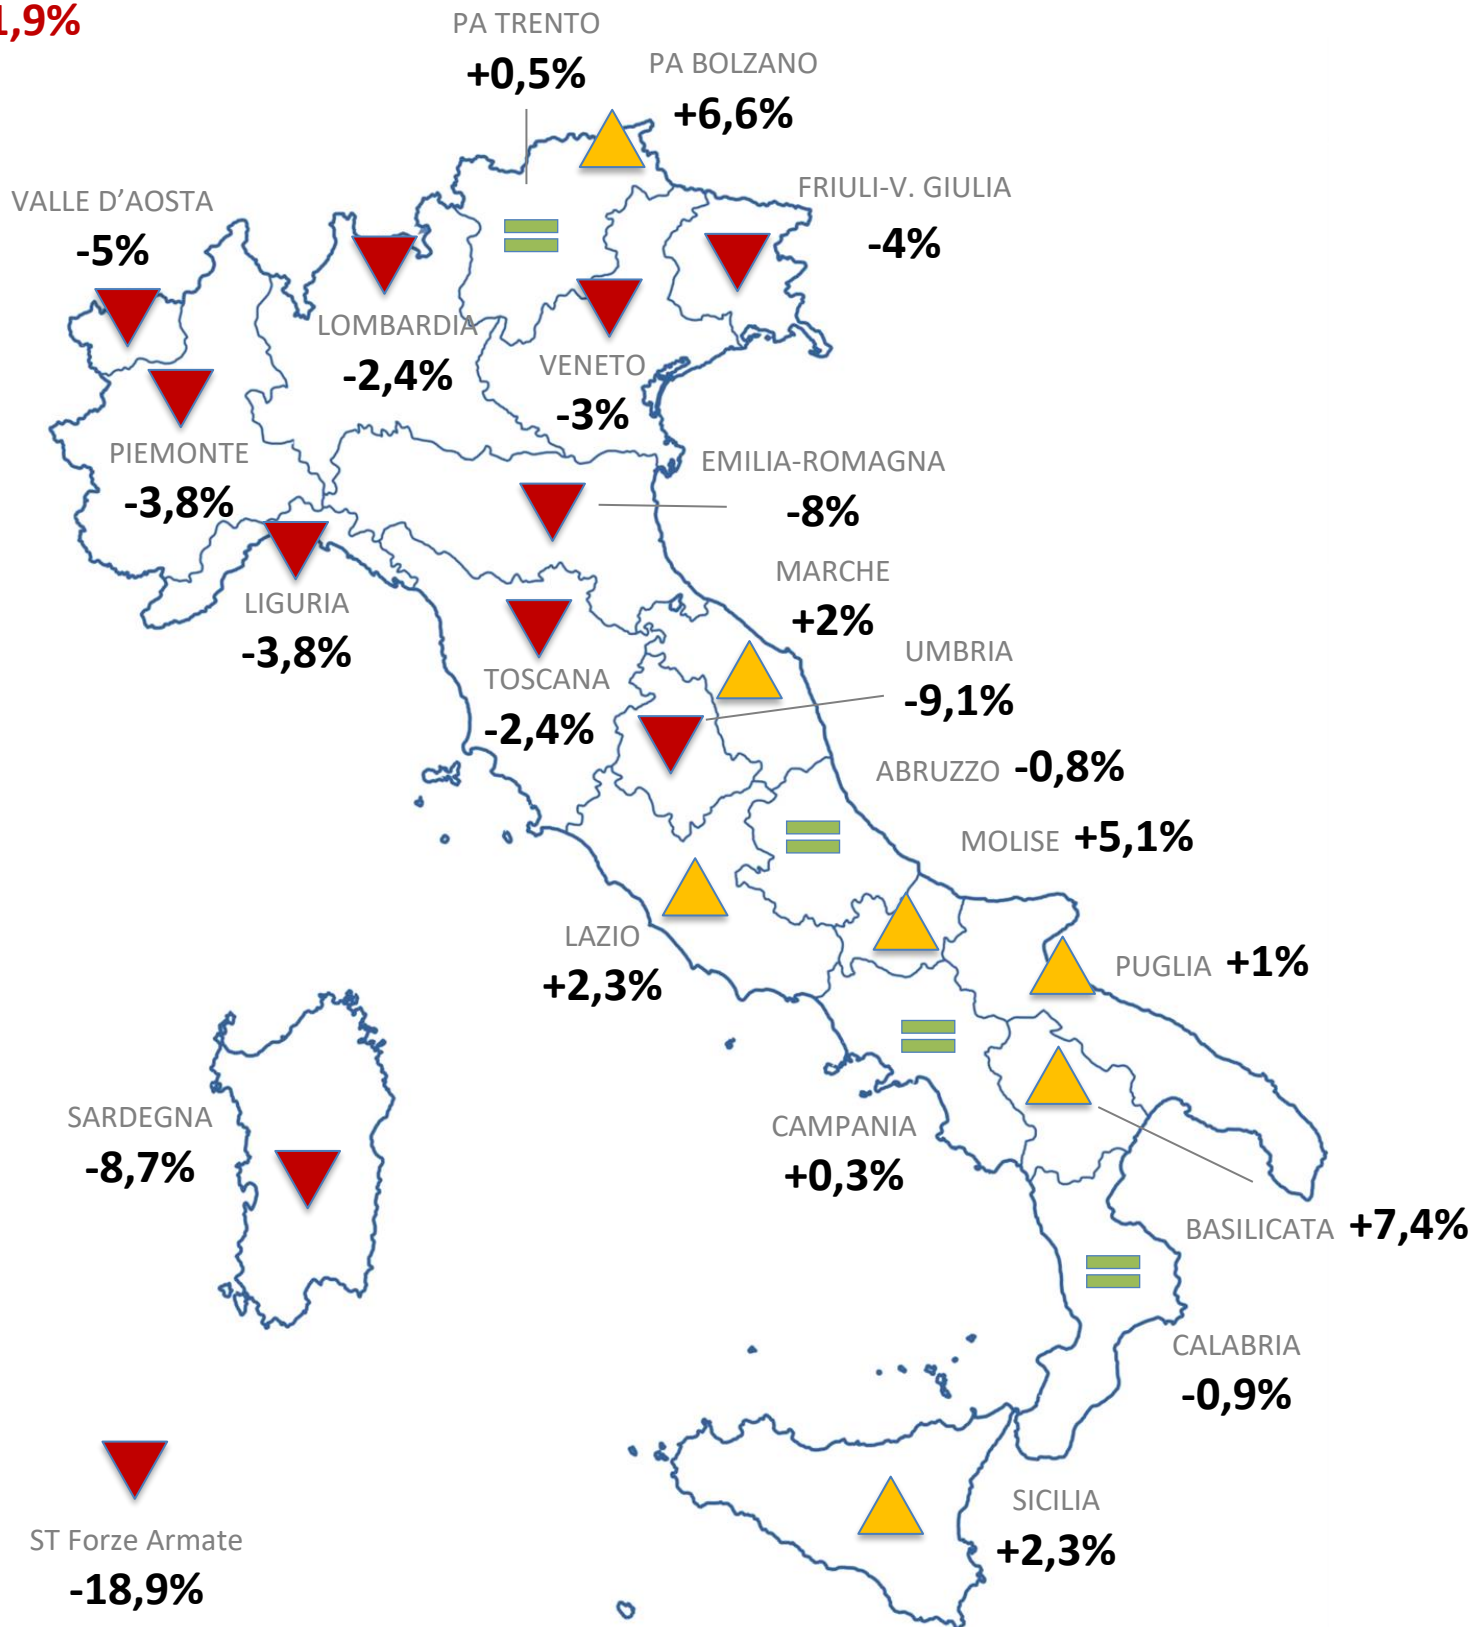 1,9%
PA TRENTO
+0,5%
PA BOLZANO
+6,6%
VALLE D’AOSTA
-5%
FRIULI-V. GIULIA
-4%
LOMBARDIA
-2,4%
VENETO
-3%
PIEMONTE
-3,8%
EMILIA-ROMAGNA
-8%
LIGURIA
-3,8%
MARCHE
+2%
TOSCANA
-2,4%
UMBRIA
-9,1%
ABRUZZO -0,8%
MOLISE +5,1%
LAZIO
+2,3%
PUGLIA +1%
SARDEGNA
-8,7%
CAMPANIA
+0,3%
BASILICATA +7,4%
CALABRIA
-0,9%
SICILIA
+2,3%
ST Forze Armate
-18,9%